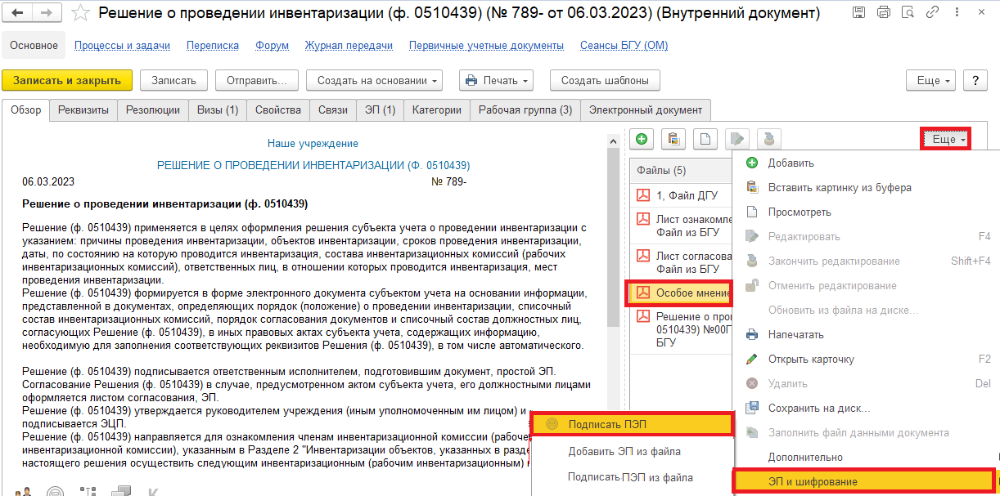 Решение о проведении инвентаризации (ф. 0510439) (№ 789- от 06.03.2023) (Внутренний документ)
Основное Процессы и задачи Переписка Форум Журнал передачи Первичные учетные документы Сеансы БГУ (ОМ)
Записать и закрыть Записать Отправить... Создать на основании Печать Создать шаблоны Еще ?
Обзор Реквизиты Резолюции Визы (1) Свойства Связи ЭП (1) Категории Рабочая группа (3) Электронный документ
Наше учреждение
РЕШЕНИЕ О ПРОВЕДЕНИИ ИНВЕНТАРИЗАЦИИ (Ф. 0510439)
06.03.2023 № 789-
Решение о проведении инвентаризации (ф. 0510439)
Решение (ф. 0510439) применяется в целях оформления решения субъекта учета о проведении инвентаризации с
указанием: причины проведения инвентаризации, объектов инвентаризации, сроков проведения инвентаризации,
даты, по состоянию на которую проводится инвентаризация, состава инвентаризационных комиссий (рабочих
инвентаризационных комиссий), ответственных лиц, в отношении которых проводится инвентаризация, мест
проведения инвентаризации.
Решение (ф. 0510439) формируется в форме электронного документа субъектом учета на основании информации,
представленной в документах, определяющих порядок (положение) о проведении инвентаризации, списочный
состав инвентаризационных комиссий, порядок согласования документов и списочный состав должностных лиц,
согласующих Решение (ф. 0510439), в иных правовых актах субъекта учета, содержащих информацию,
необходимую для заполнения соответствующих реквизитов Решения (ф. 0510439), в том числе автоматического.
Решение (ф. 0510439) подписывается ответственным исполнителем, подготовившим документ, простой ЭП.
Согласование Решения (ф. 0510439) в случае, предусмотренном актом субъекта учета, его должностными лицами
оформляется листом согласования, ЭП.
Решение (ф. 0510439) утверждается руководителем учреждения (иным уполномоченным им лицом) и
подписывается ЭЦП.
Решение (ф. 0510439) направляется для ознакомления членам инвентаризационной комиссии (рабоче
инвентаризационной комиссии), указанным в Разделе 2 "Инвентаризации объектов, указанных в разде
настоящего решения осуществить следующим инвентаризационным (рабочим инвентаризационным)
Еще
Файлы (5)
1, Файл ДГУ
Лист ознакомле
Файл из БГУ
Лист согласова
Файл из БГУ
Особое мнение
Решение о про
0510439) №00Г
БГУ
Добавить
Вставить картинку из буфера
Просмотреть
Редактировать F4
Закончить редактирование Shift+F4
Отменить редактирование
Обновить из файла на диске...
Напечатать
Открыть карточку F2
Удалить Del
Сохранить на диск...
Заполнить файл данными документа
Дополнительно
ЭП и шифрование
Подписать ПЭП
Добавить ЭП из файла
Подписать ПЭП из файла